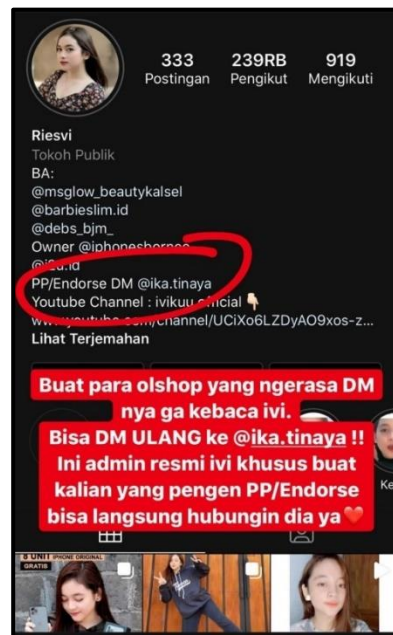 333 239RB 919
Postingan Pengikut Mengikuti
Riesvi
Tokoh Publik
BA:
@msglow_beautykalsel
@barbieslim.id
@debs_bjm_
Owner @iphonesborneo
PP/Endorse DM @ika.tinaya
Youtube Channel : ivikuu official 👇
www.youtube.com/channel/UCiXo6LZDyAO9xos-z...
Lihat Terjemahan
Buat para olshop yang ngerasa DM
nya ga kebaca ivi.
Bisa DM ULANG ke @ika.tinaya !!
Ini admin resmi ivi khusus buat
kalian yang pengen PP/Endorse
bisa langsung hubungin dia ya❤️
Ke
8 UNIT IPHONE ORIGINAL
GRATIS